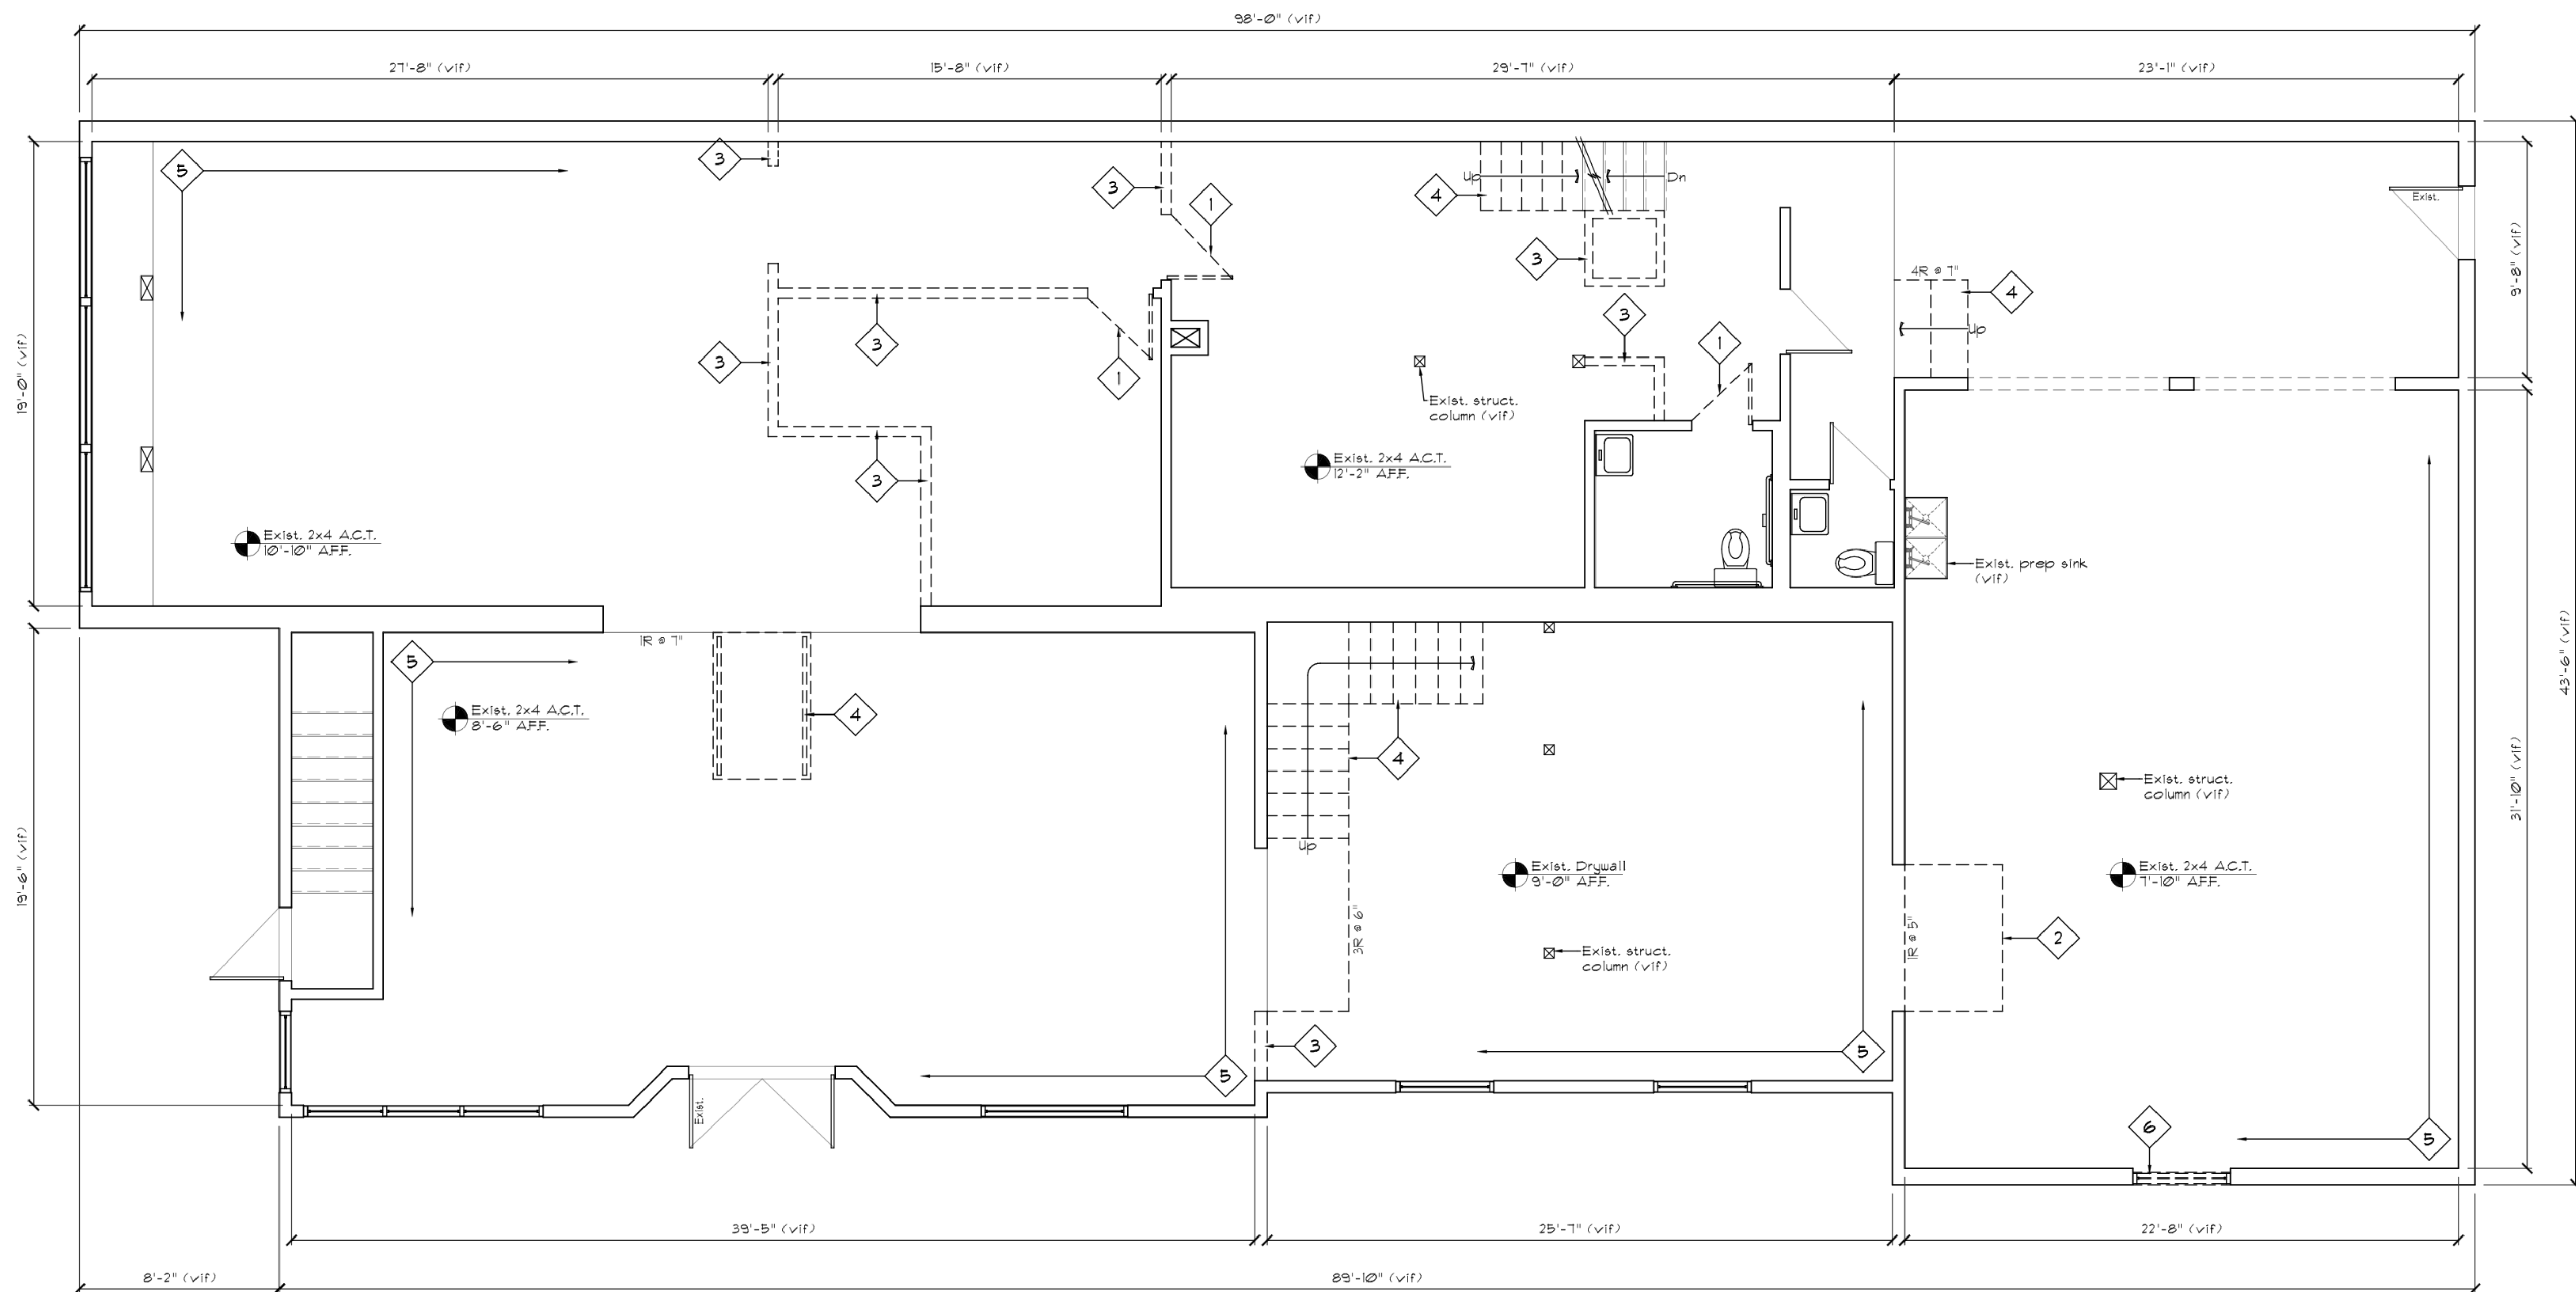 98'-0" (vif)
27'-8" (vif)
15'-8" (vif)
29'-7" (vif)
23'-1" (vif)
3
5
3
1
4
Up
Dn
Exist.
3
4R @ 7"
4
Up
9'-8" (vif)
3
3
3
1
1
19'-0" (vif)
Exist. struct.
column (vif)
3
Exist. 2x4 A.C.T.
12'-2" A.F.F.
Exist. 2x4 A.C.T.
10'-10" A.F.F.
Exist. prep sink
(vif)
43'-6" (vif)
1R @ 7"
5
Exist. 2x4 A.C.T.
8'-6" A.F.F.
4
4
Exist. struct.
column (vif)
31'-10" (vif)
Up
19'-6" (vif)
Exist. Drywall
9'-0" A.F.F.
Exist. 2x4 A.C.T.
7'-10" A.F.F.
3R @ 6"
1R @ 5"
2
Exist. struct.
column (vif)
3
5
5
Exist.
6
5
39'-5" (vif)
25'-7" (vif)
22'-8" (vif)
8'-2" (vif)
89'-10" (vif)